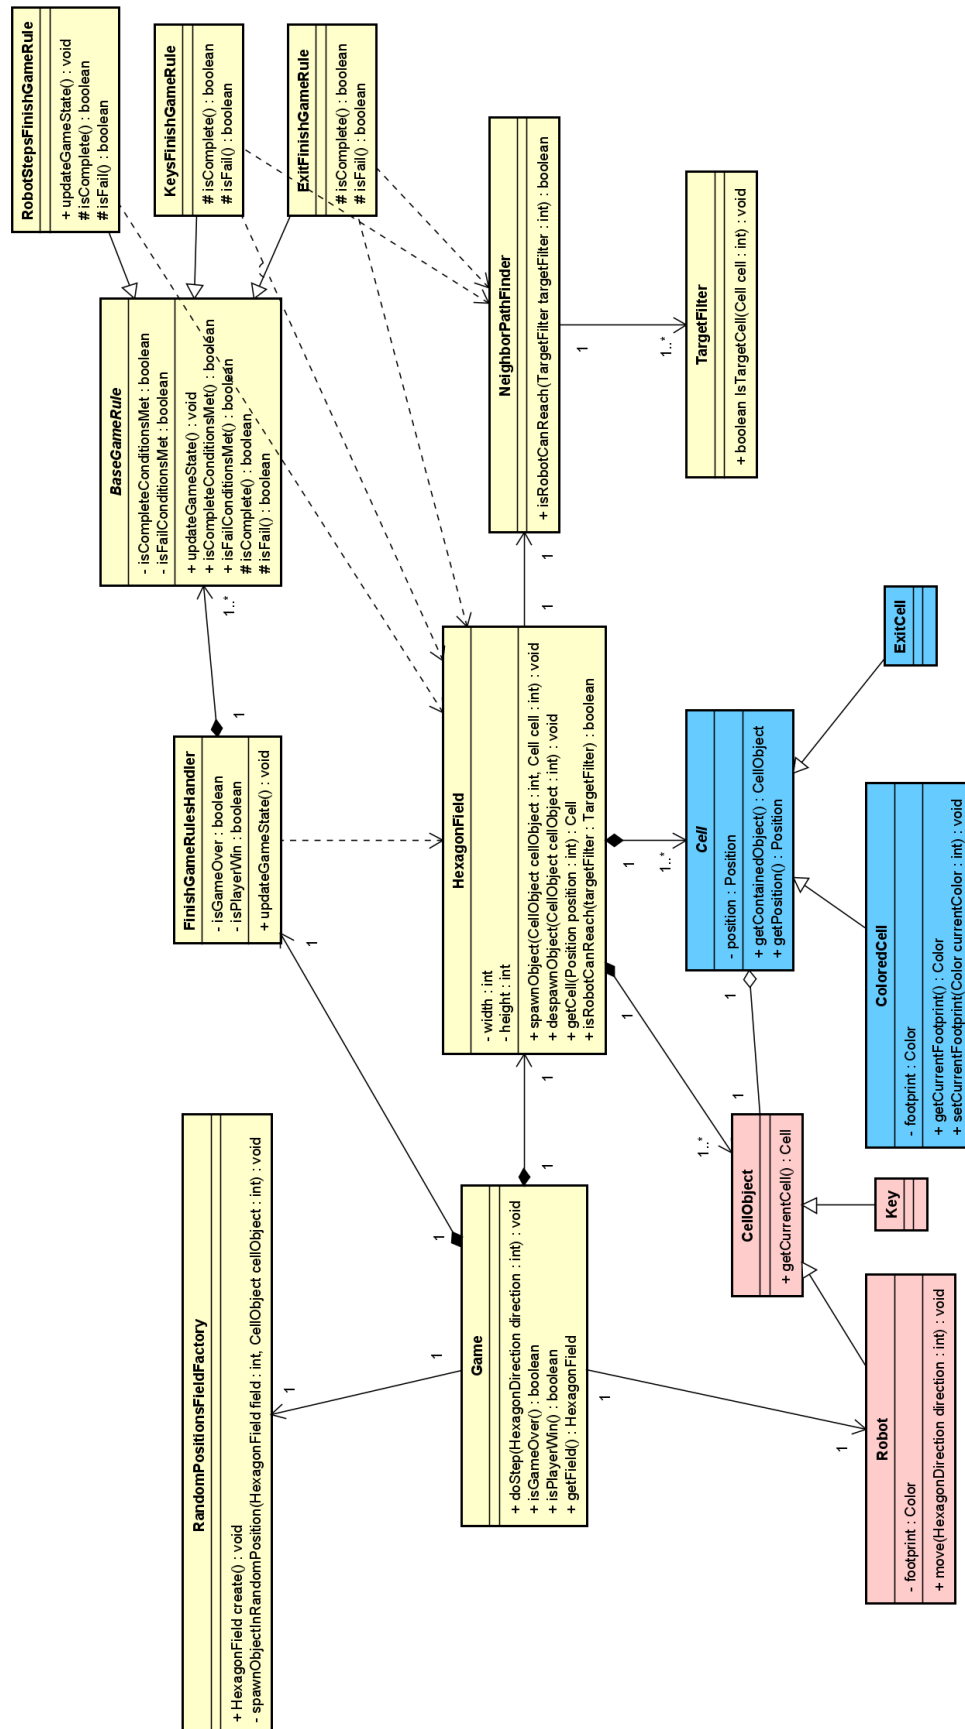 RobotStepsFinishGameRule
+ updateGameState() : void
# isComplete() : boolean
# isFail() : boolean
KeysFinishGameRule
# isComplete() : boolean
# isFail() : boolean
ExitFinishGameRule
# isComplete() : boolean
# isFail() : boolean
BaseGameRule
- isCompleteConditionsMet : boolean
- isFailConditionsMet : boolean
+ updateGameState() : void
+ isCompleteConditionsMet() : boolean
+ isFailConditionsMet() : boolean
# isComplete() : boolean
# isFail() : boolean
1..*
1
FinishGameRulesHandler
- isGameOver : boolean
- isPlayerWin : boolean
+ updateGameState() : void
1
1
RandomPositionsFieldFactory
+ HexagonField create() : void
- spawnObjectInRandomPosition(HexagonField field : int, CellObject cellObject : int) : void
1
1
Game
+ doStep(HexagonDirection direction : int) : void
+ isGameOver() : boolean
+ isPlayerWin() : boolean
+ getField() : HexagonField
1
1
1
1
HexagonField
- width : int
- height : int
+ spawnObject(CellObject cellObject : int, Cell cell : int) : void
+ despawnObject(CellObject cellObject : int) : void
+ getCell(Position position : int) : Cell
+ isRobotCanReach(targetFilter : TargetFilter) : boolean
1
1
NeighborPathFinder
+ isRobotCanReach(TargetFilter targetFilter : int) : boolean
1
1..*
TargetFilter
+ boolean IsTargetCell(Cell cell : int) : void
1
1..*
1
1..*
Cell
- position : Position
+ getContainedObject() : CellObject
+ getPosition() : Position
1
1
ExitCell
ColoredCell
- footprint : Color
+ getCurrentFootprint() : Color
+ setCurrentFootprint(Color currentColor : int) : void
CellObject
+ getCurrentCell() : Cell
Key
Robot
- footprint : Color
+ move(HexagonDirection direction : int) : void